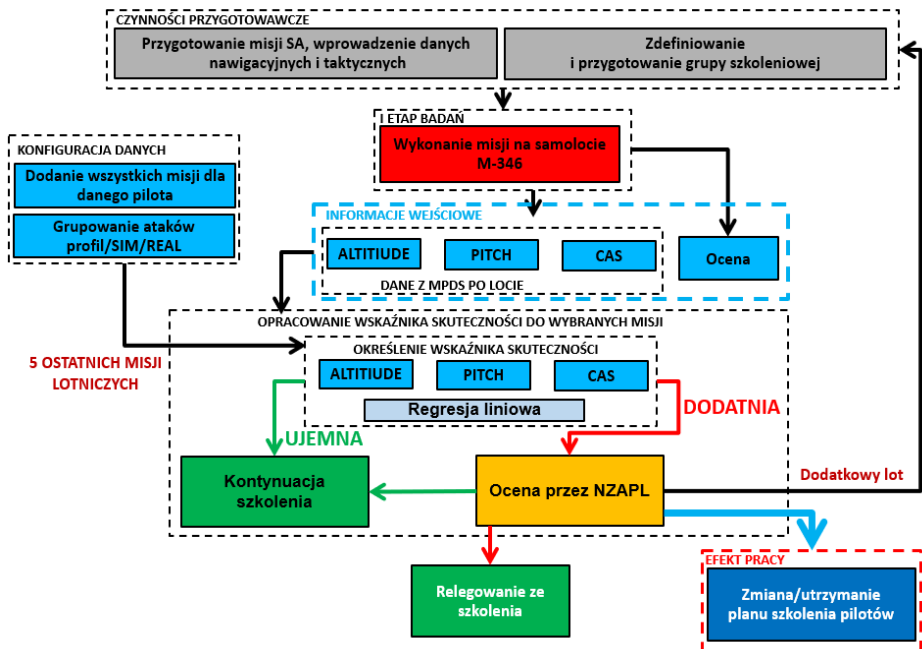 CZYNNOŚCI PRZYGOTOWAWCZE
Przygotowanie misji SA, wprowadzenie danych
nawigacyjnych i taktycznych
Zdefiniowanie
i przygotowanie grupy szkoleniowej
I ETAP BADAŃ
Wykonanie misji na samolocie
M-346
KONFIGURACJA DANYCH
Dodanie wszystkich misji dla
danego pilota
Grupowanie ataków
profil/SIM/REAL
INFORMACJE WEJŚCIOWE
ALTITIUDE
PITCH
CAS
Ocena
DANE Z MPDS PO LOCIE
OPRACOWANIE WSKAŹNIKA SKUTECZNOŚCI DO WYBRANYCH MISJI
5 OSTATNICH MISJI
LOTNICZYCH
OKREŚLENIE WSKAŹNIKA SKUTECZNOŚCI
ALTITIUDE
PITCH
CAS
Regresja liniowa
DODATNIA
UJEMNA
Kontynuacja
szkolenia
Ocena przez NZAPL
Dodatkowy lot
Relegowanie ze
szkolenia
EFEKT PRACY
Zmiana/utrzymanie
planu szkolenia pilotów